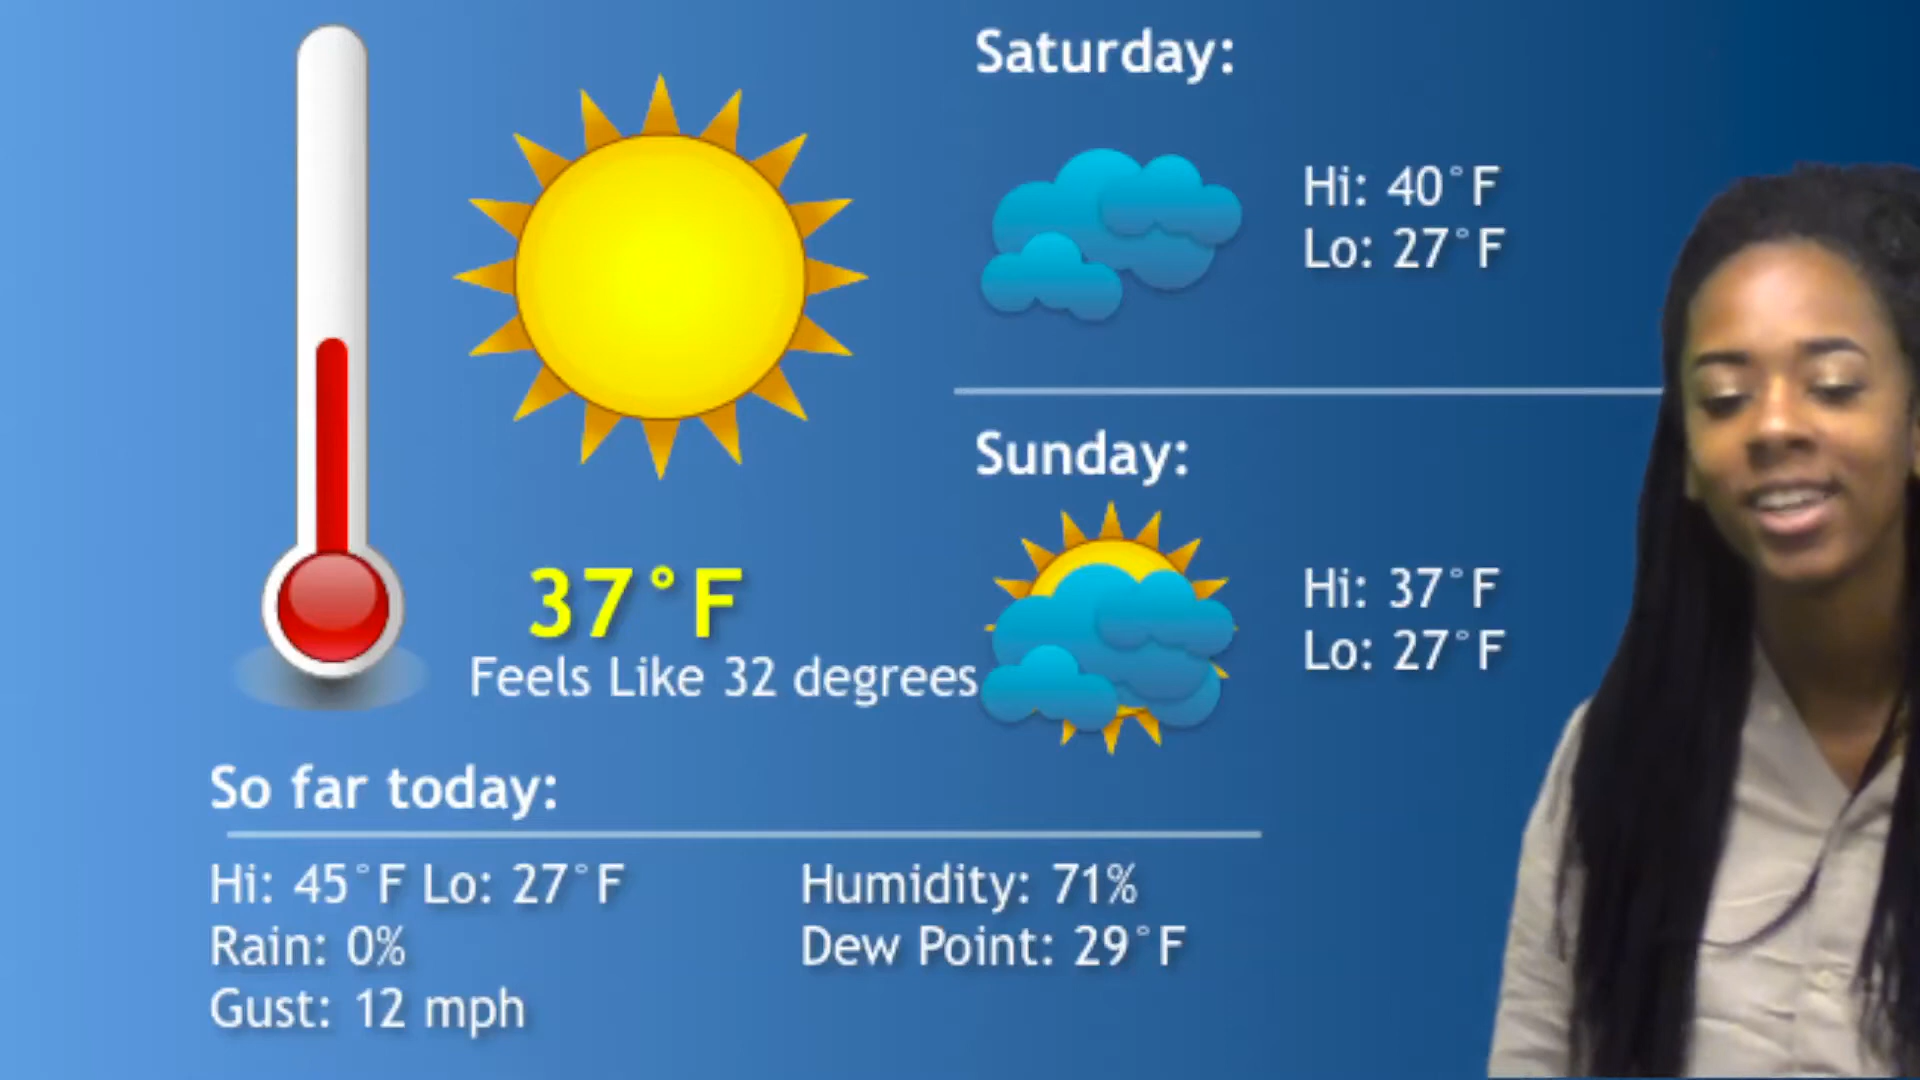 37°F
Feels Like 32 degrees
So far today:
Hi: 45°F Lo: 27°F
Rain: 0%
Gust: 12 mph
Humidity: 71%
Dew Point: 29°F
Saturday:
Hi: 40°F
Lo: 27°F
Sunday:
Hi: 37°F
Lo: 27°F